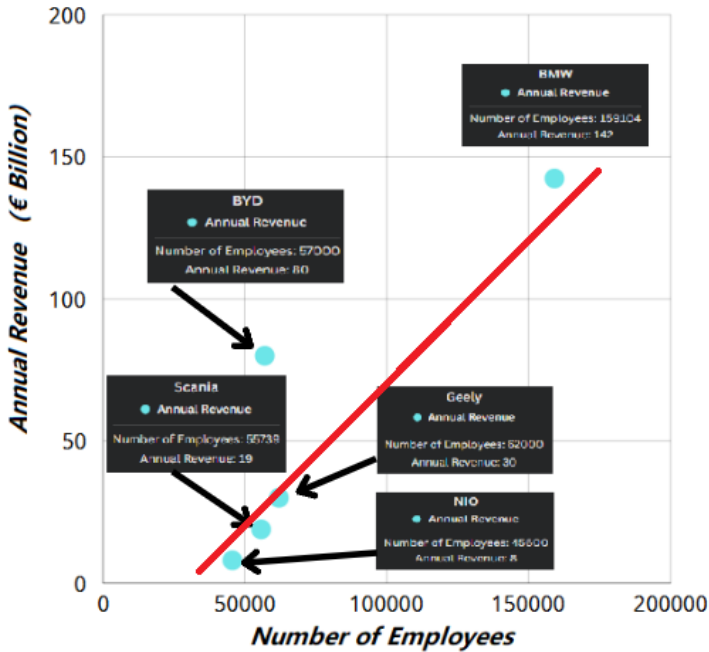 200
150
100
50
0
0
50000
100000
150000
200000
Annual Revenue (€ Billion)
Number of Employees
BMW
Annual Revenue
Number of Employees: 159104
Annual Revenue: 142
BYD
Annual Revenue
Number of Employees: 57000
Annual Revenue: 80
Scania
Annual Revenue
Number of Employees: 55739
Annual Revenue: 19
Geely
Annual Revenue
Number of Employees: 62000
Annual Revenue: 30
NIO
Annual Revenue
Number of Employees: 45600
Annual Revenue: 8